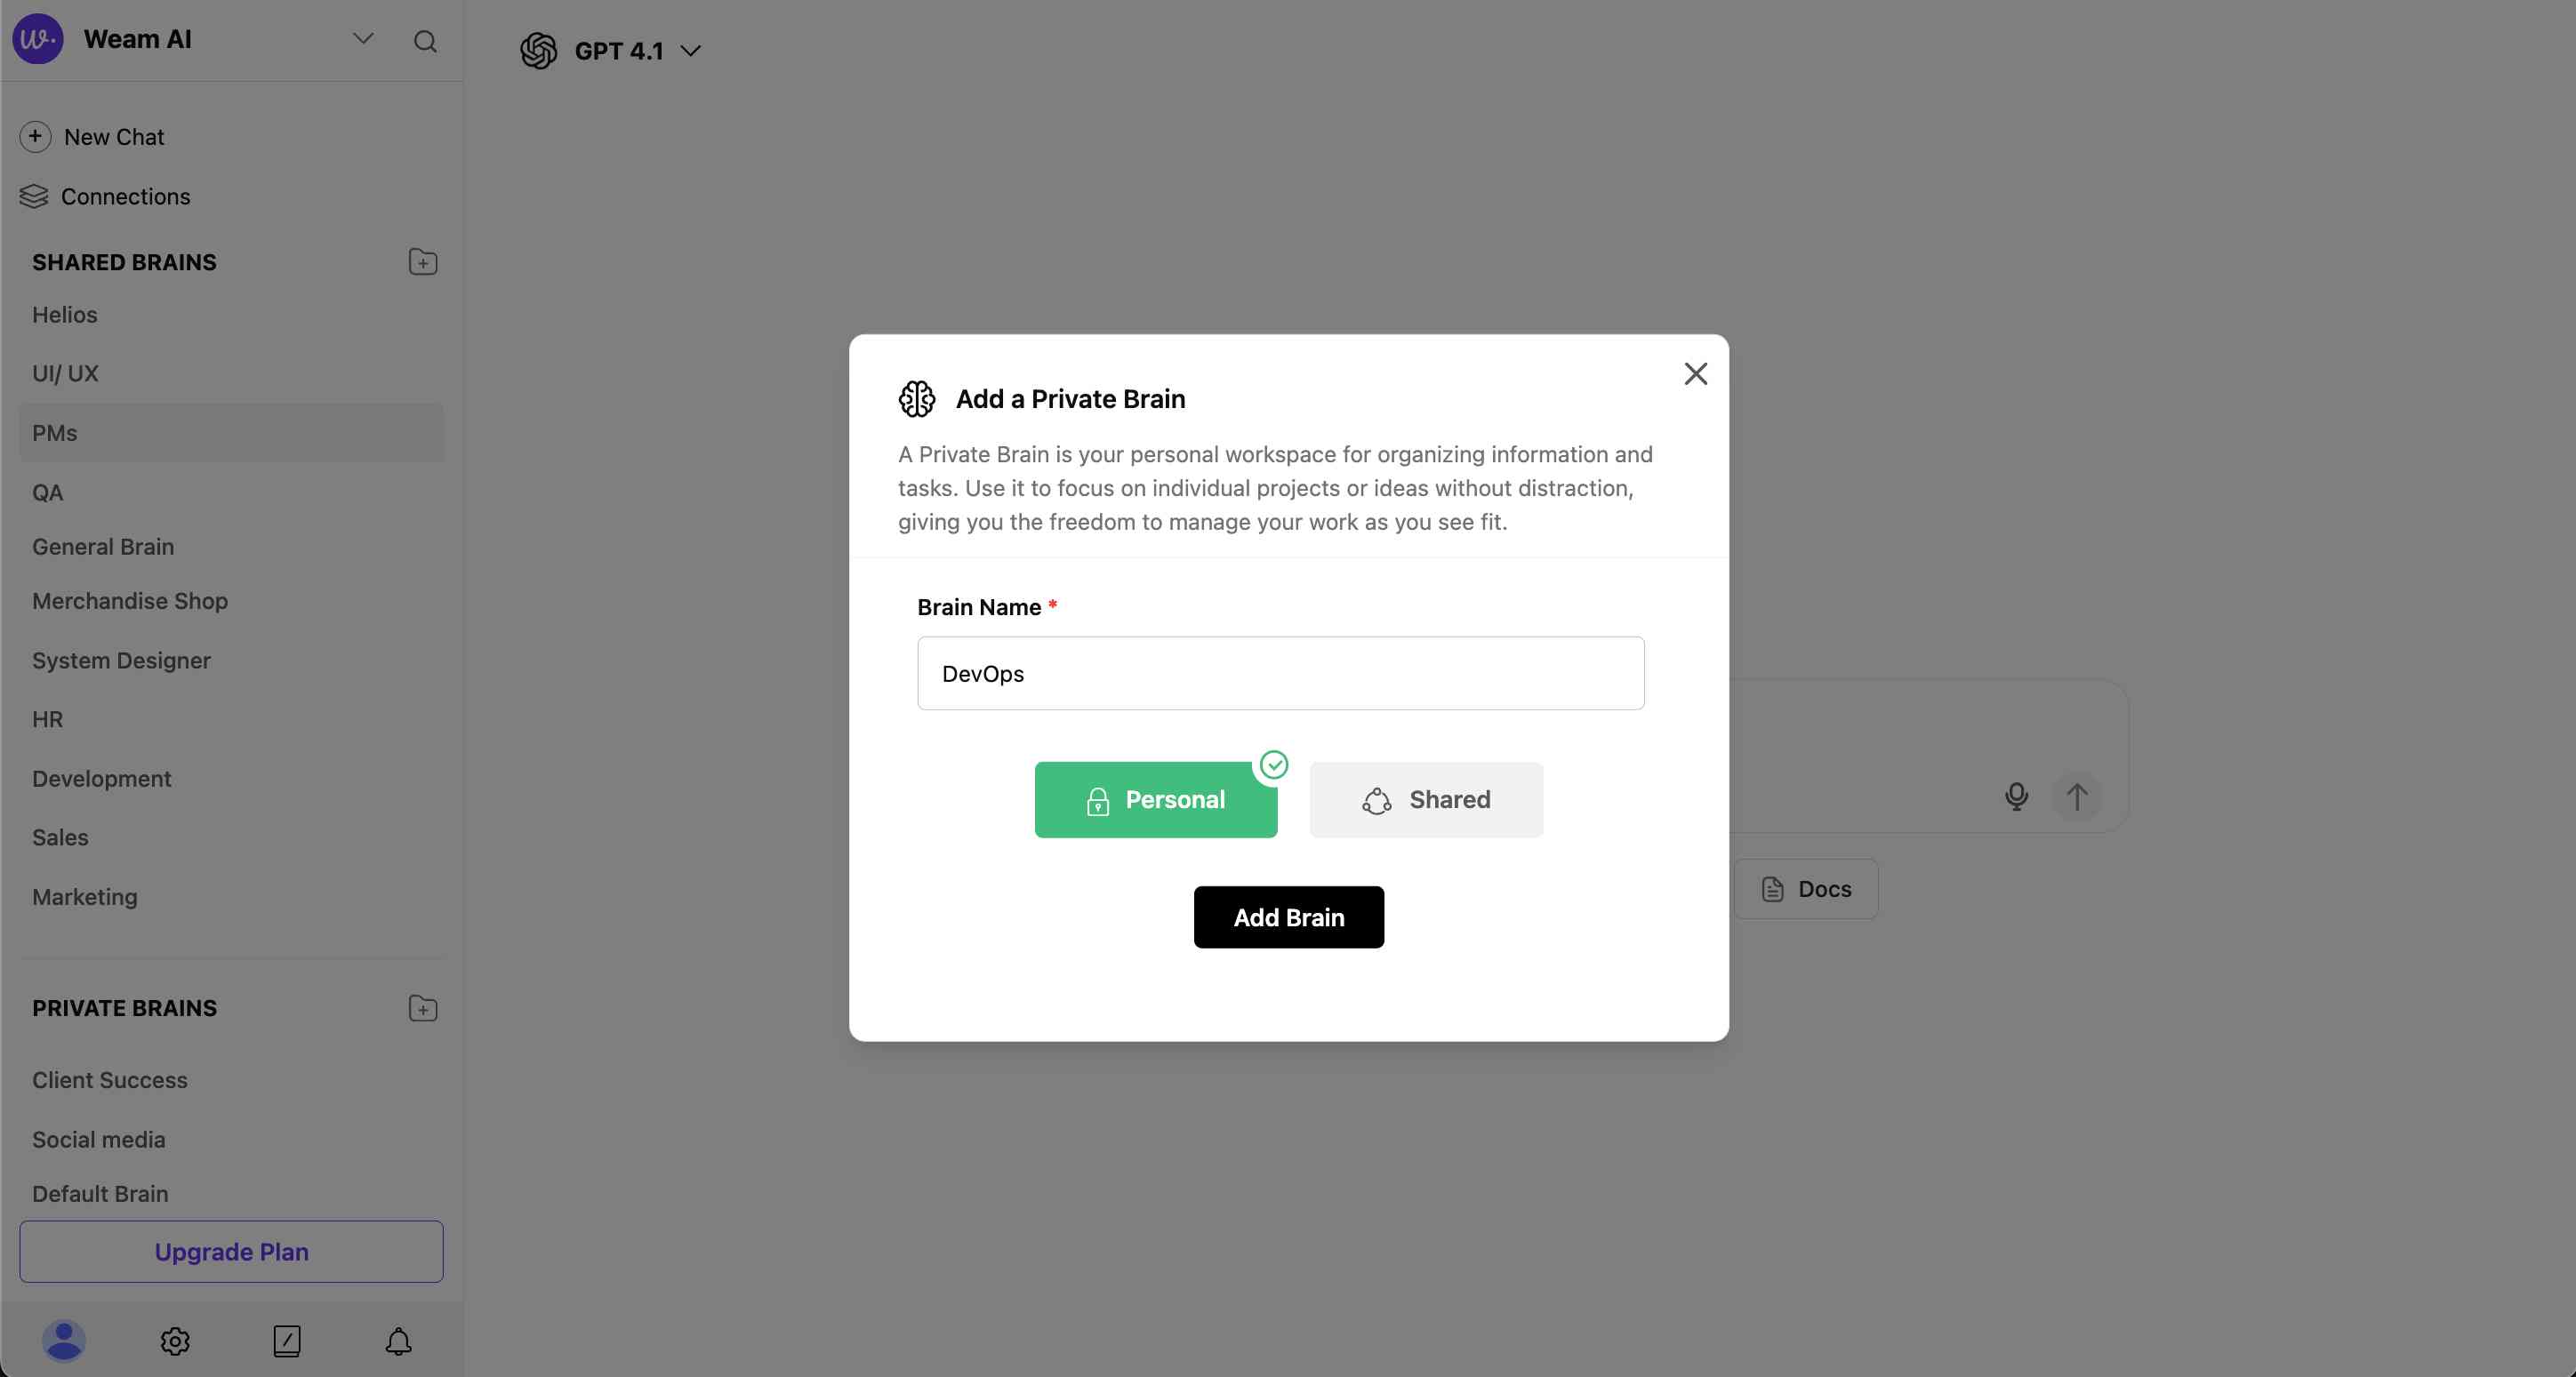 w.
Weam AI
New Chat
Connections
SHARED BRAINS
Helios
UI/ UX
PMs
QA
General Brain
Merchandise Shop
System Designer
HR
Development
Sales
Marketing
PRIVATE BRAINS
Client Success
Social media
Default Brain
Upgrade Plan
GPT 4.1
Add a Private Brain
A Private Brain is your personal workspace for organizing information and
tasks. Use it to focus on individual projects or ideas without distraction,
giving you the freedom to manage your work as you see fit.
Brain Name *
DevOps
Personal
Shared
Add Brain
Docs